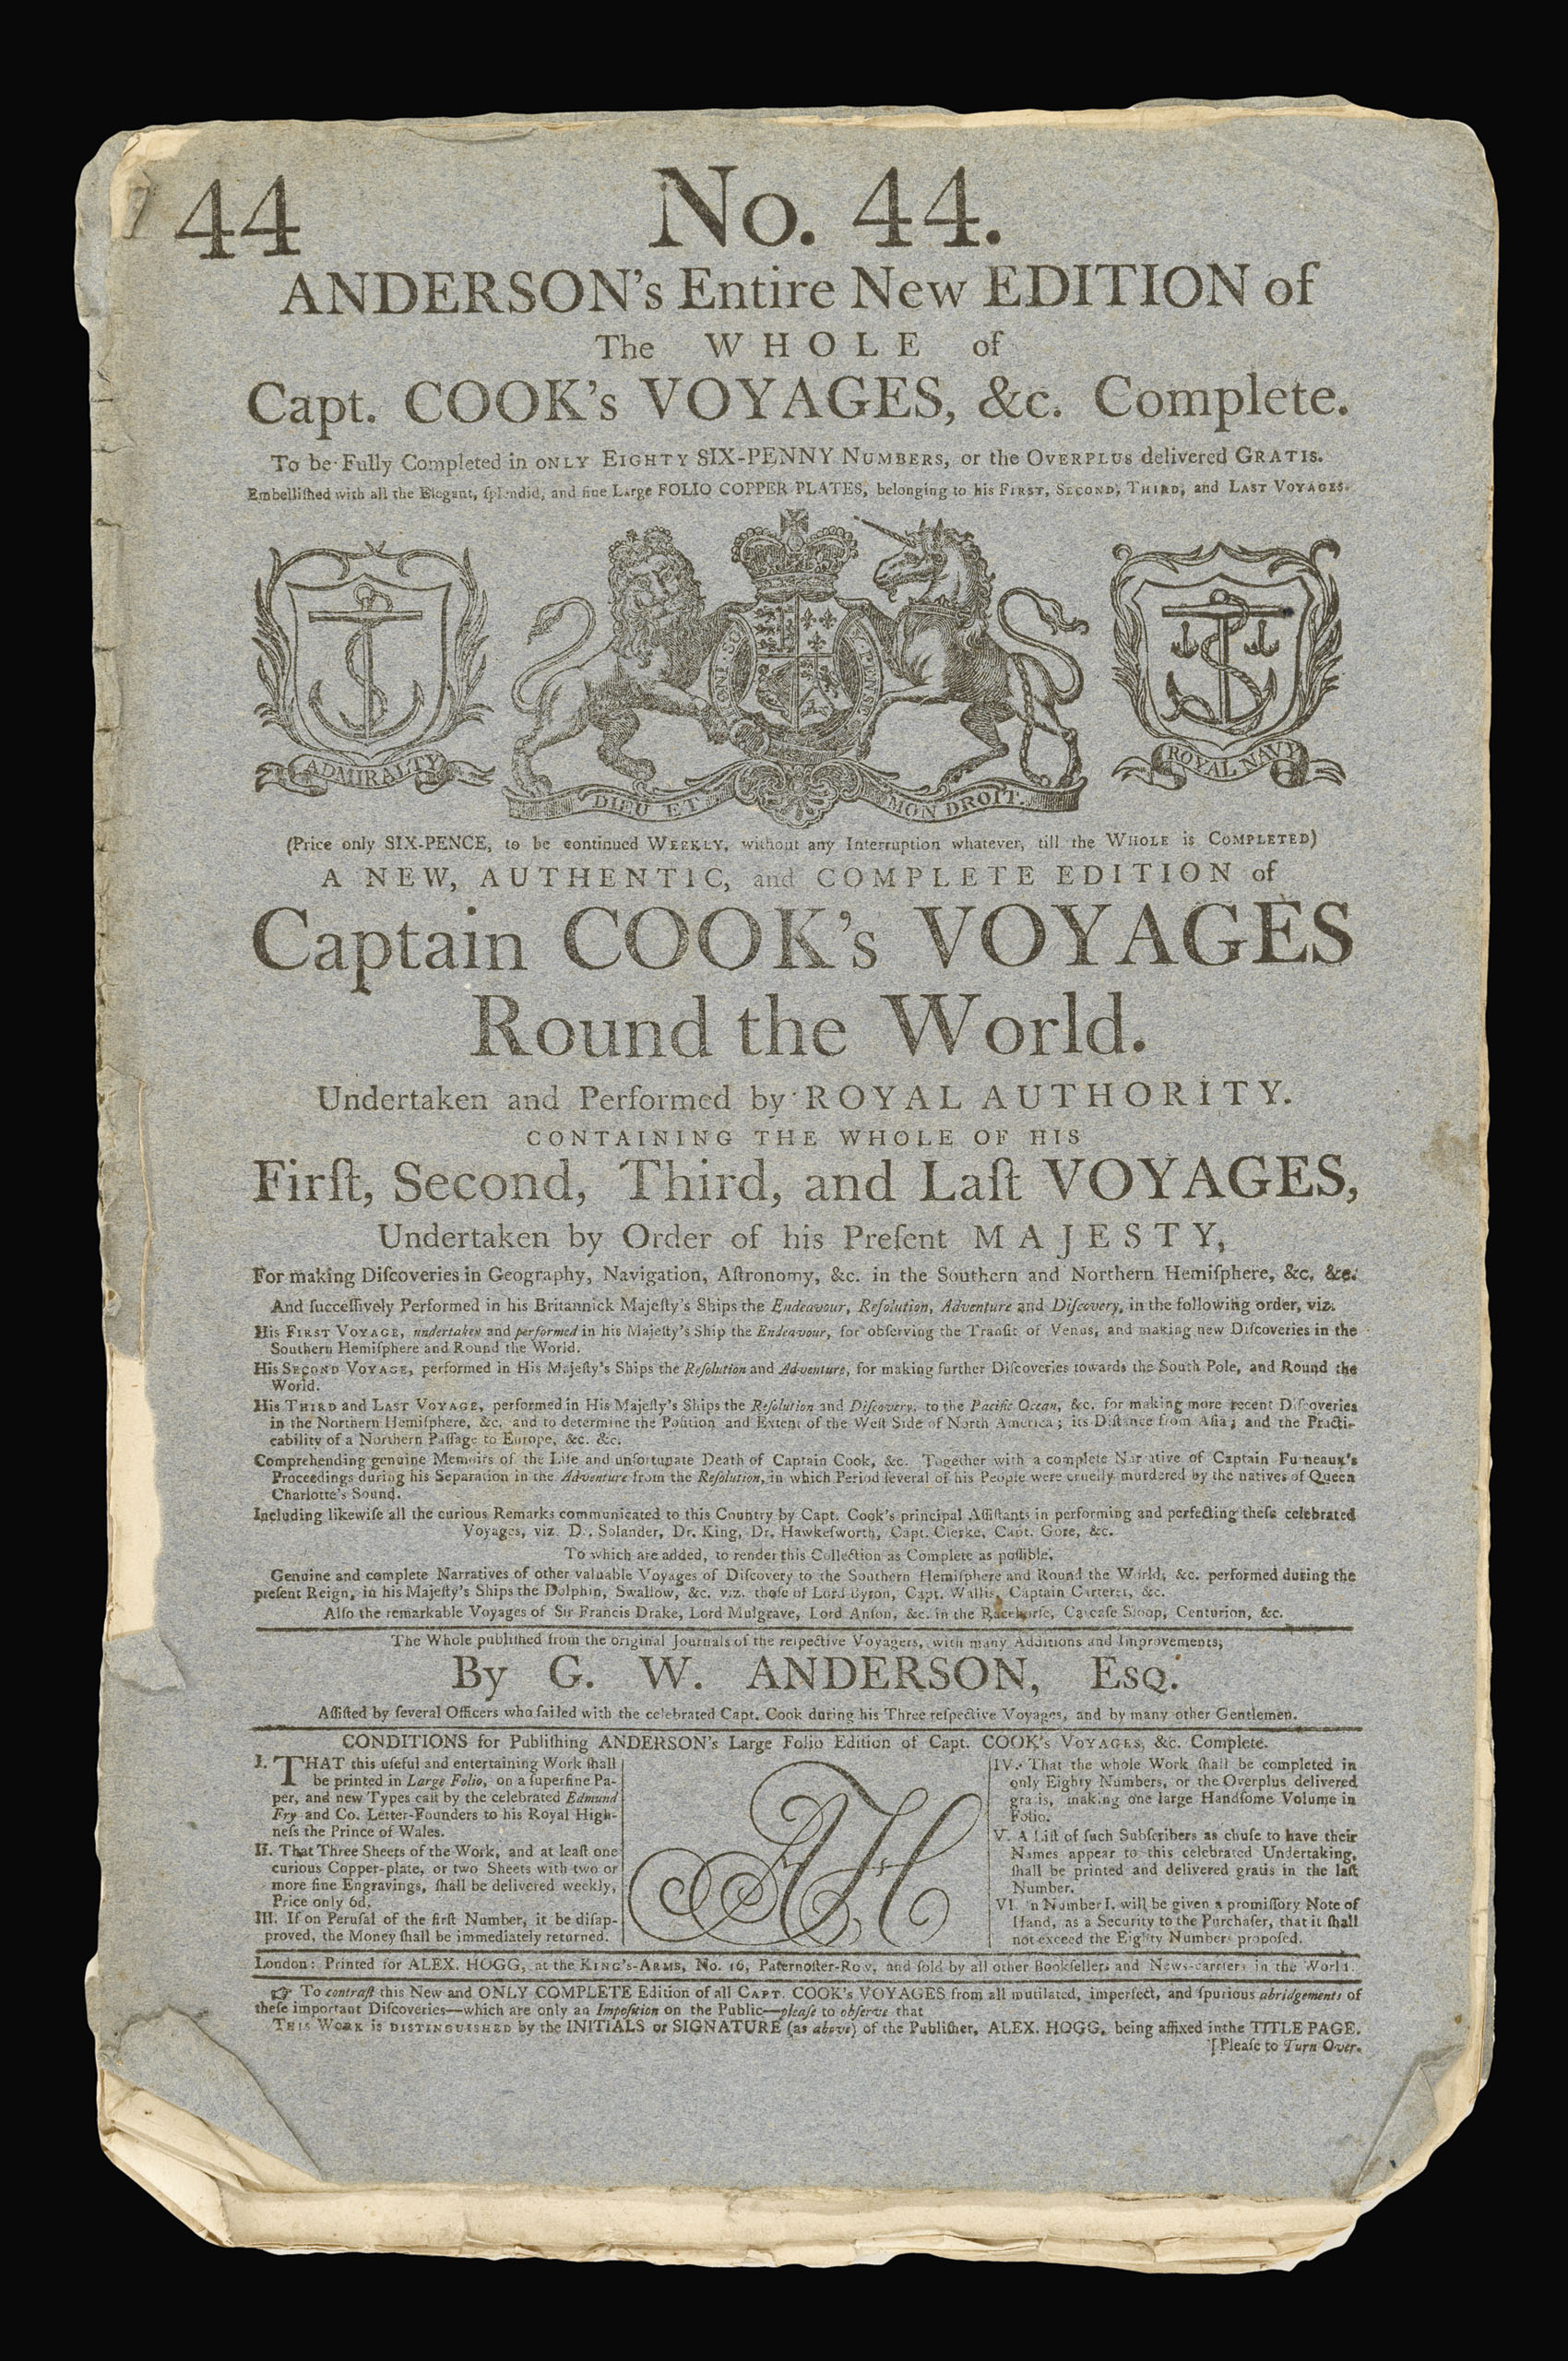 44
No. 44.
ANDERSON's Entire New EDITION of
The WHOLE of
Capt. COOK's VOYAGES, &c. Complete.
To be Fully Completed in ONLY EIGHTY SIX-PENNY NUMBERS, or the OVERPLUS delivered GRATIS.
Embelliſhed with all the Elegant, ſplendid, and fine Large FOLIO COPPER PLATES, belonging to his FIRST, SECOND, THIRD, and LAST VOYAGES.
ADMIRALTY
DIEU ET MON DROIT.
ROYAL NAVY
(Price only SIX-PENCE, to be continued WEEKLY, without any Interruption whatever, till the WHOLE is COMPLETED)
A NEW, AUTHENTIC, and COMPLETE EDITION of
Captain COOK's VOYAGES
Round the World.
Undertaken and Performed by ROYAL AUTHORITY.
CONTAINING THE WHOLE OF HIS
Firſt, Second, Third, and Laſt VOYAGES,
Undertaken by Order of his Preſent MAJESTY,
For making Diſcoveries in Geography, Navigation, Aſtronomy, &c. in the Southern and Northern Hemiſphere, &c. &c.
And ſucceſſively Performed in his Britannick Majeſty's Ships the Endeavour, Reſolution, Adventure and Diſcovery, in the following order, viz.
His FIRST VOYAGE, undertaken and performed in his Majeſty's Ship the Endeavour, for obſerving the Tranſit of Venus, and making new Diſcoveries in the
Southern Hemiſphere and Round the World.
His SECOND VOYAGE, performed in His Majeſty's Ships the Reſolution and Adventure, for making further Diſcoveries towards the South Pole, and Round the
World.
His THIRD and LAST VOYAGE, performed in His Majeſty's Ships the Reſolution and Diſcovery, to the Pacific Ocean, &c. for making more recent Diſcoveries
in the Northern Hemiſphere, &c. and to determine the Poſition and Extent of the Weſt Side of North America; its Diſtance from Aſia; and the Practi-
cability of a Northern Paſſage to Europe, &c. &c.
Comprehending genuine Memoirs of the Life and unfortunate Death of Captain Cook, &c. Together with a complete Narrative of Captain Furneaux's
Proceedings during his Separation in the Adventure from the Reſolution, in which Period ſeveral of his People were cruelly murdered by the natives of Queen
Charlotte's Sound.
Including likewiſe all the curious Remarks communicated to this Country by Capt. Cook's principal Aſſiſtants in performing and perfecting theſe celebrated
Voyages, viz. Dr. Solander, Dr. King, Dr. Hawkeſworth, Capt. Clerke, Capt. Gore, &c.
To which are added, to render this Collection as Complete as poſſible,
Genuine and complete Narratives of other valuable Voyages of Diſcovery to the Southern Hemiſphere and Round the World; &c. performed during the
preſent Reign, in his Majeſty's Ships the Dolphin, Swallow, &c. viz. thoſe of Lord Byron, Capt. Wallis, Captain Carteret, &c.
Alſo the remarkable Voyages of Sir Francis Drake, Lord Mulgrave, Lord Anſon, &c. in the Racehorſe, Carcaſe Sloop, Centurion, &c.
The Whole publiſhed from the original Journals of the reſpective Voyagers, with many Additions and Improvements,
By G. W. ANDERSON, Esq.
Aſſiſted by ſeveral Officers who ſailed with the celebrated Capt. Cook during his Three reſpective Voyages, and by many other Gentlemen.
CONDITIONS for Publiſhing ANDERSON's Large Folio Edition of Capt. COOK's VOYAGES, &c. Complete.
I. THAT this uſeful and entertaining Work ſhall
be printed in Large Folio, on a ſuperfine Pa-
per, and new Types caſt by the celebrated Edmund
Fry and Co. Letter-Founders to his Royal High-
neſs the Prince of Wales.
II. That Three Sheets of the Work, and at leaſt one
curious Copper-plate, or two Sheets with two or
more fine Engravings, ſhall be delivered weekly,
Price only 6d.
III. If on Peruſal of the firſt Number, it be diſap-
proved, the Money ſhall be immediately returned.
AH
IV. That the whole Work ſhall be completed in
only Eighty Numbers, or the Overplus delivered
gratis, making one large Handſome Volume in
Folio.
V. A Liſt of ſuch Subſcribers as chuſe to have their
Names appear to this celebrated Undertaking,
ſhall be printed and delivered gratis in the laſt
Number.
VI. In Number I. will be given a promiſſory Note of
Hand, as a Security to the Purchaſer, that it ſhall
not exceed the Eighty Numbers propoſed.
London: Printed for ALEX. HOGG, at the KING's-ARMS, No. 16, Paternoſter-Row, and ſold by all other Bookſellers and News-carriers in the World.
☞ To contraſt this New and ONLY COMPLETE Edition of all CAPT. COOK's VOYAGES from all mutilated, imperfect, and ſpurious abridgements of
theſe important Diſcoveries—which are only an Impoſition on the Public—pleaſe to obſerve that
THIS WORK is DISTINGUISHED by the INITIALS or SIGNATURE (as above) of the Publiſher, ALEX. HOGG, being affixed in the TITLE PAGE.
[Pleaſe to Turn Over.